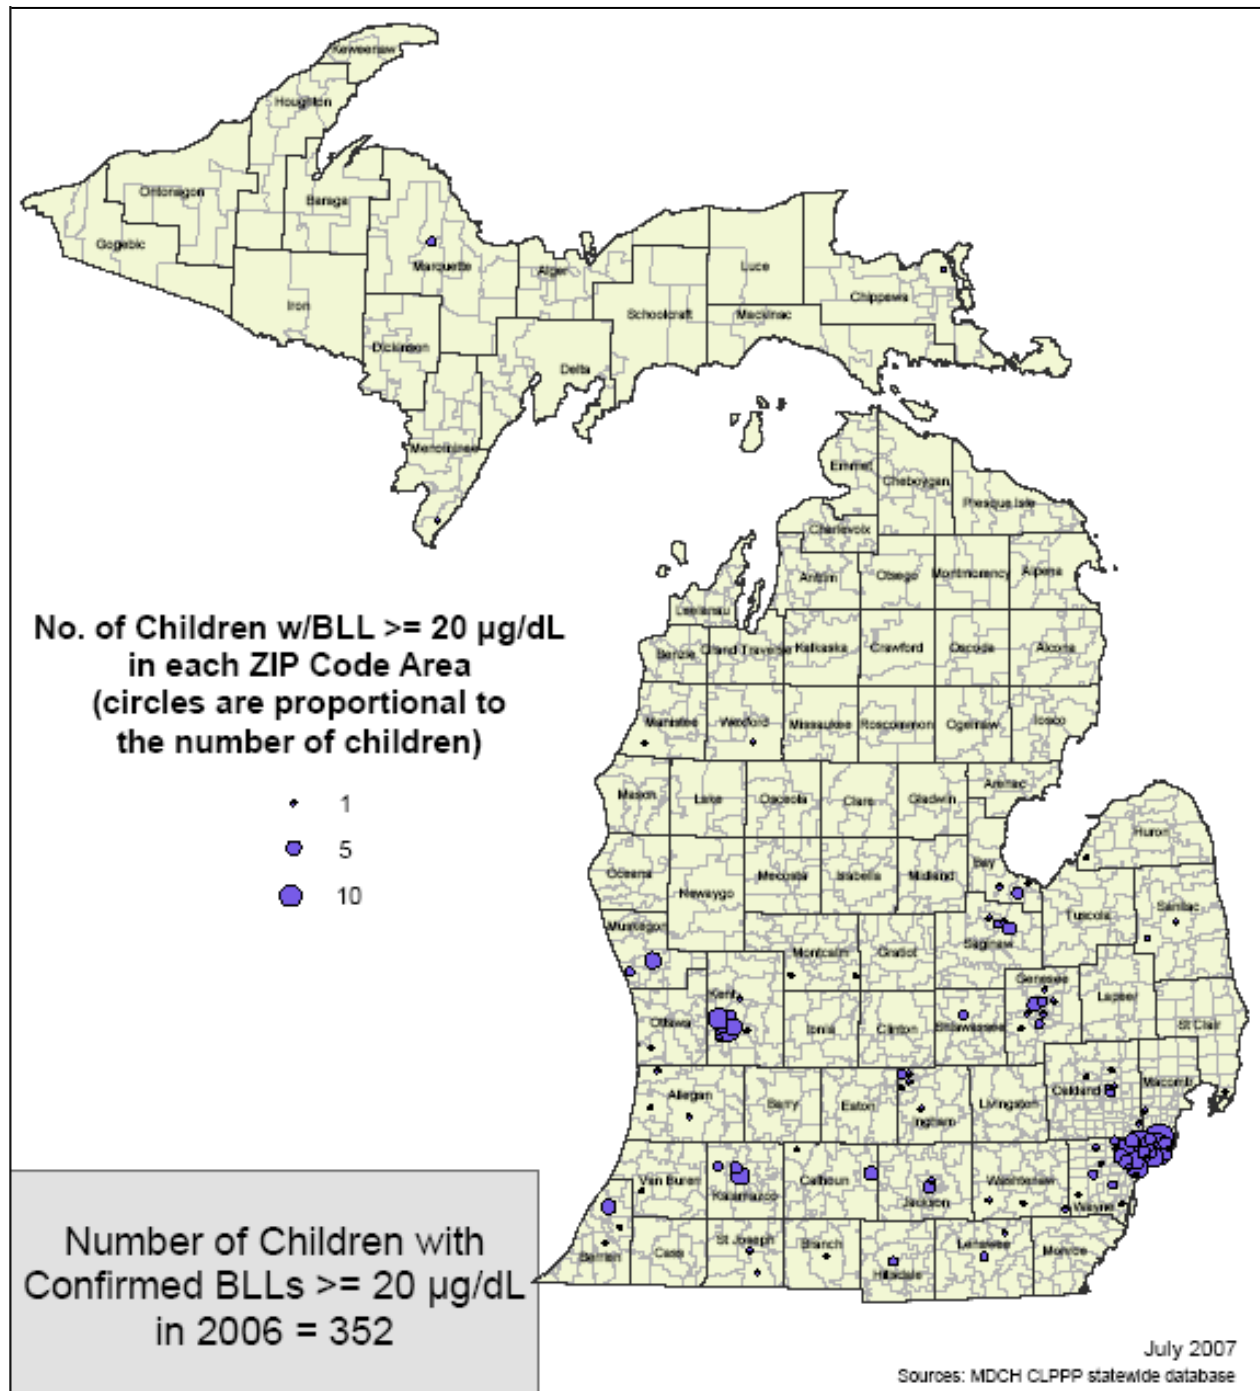 Keweenaw
Houghton
Ontonagon
Baraga
Gogebic
Marquette
Alger
Luce
Chippewa
Iron
Schoolcraft
Mackinac
Dickinson
Delta
Menominee
Emmet
Cheboygan
Presque Isle
Charlevoix
Antrim
Otsego
Montmorency
Alpena
Leelanau
No. of Children w/BLL >= 20 µg/dL
in each ZIP Code Area
(circles are proportional to
the number of children)
1
5
10
Benzie
Grand Traverse
Kalkaska
Crawford
Oscoda
Alcona
Manistee
Wexford
Missaukee
Roscommon
Ogemaw
Iosco
Mason
Lake
Osceola
Clare
Gladwin
Arenac
Huron
Oceana
Newaygo
Mecosta
Isabella
Midland
Bay
Tuscola
Sanilac
Muskegon
Montcalm
Gratiot
Saginaw
Genesee
Lapeer
St Clair
Kent
Ottawa
Ionia
Clinton
Shiawassee
Oakland
Macomb
Allegan
Barry
Eaton
Ingham
Livingston
Van Buren
Kalamazoo
Calhoun
Jackson
Washtenaw
Wayne
Berrien
Cass
St Joseph
Branch
Hillsdale
Lenawee
Monroe
Number of Children with
Confirmed BLLs >= 20 µg/dL
in 2006 = 352
July 2007
Sources: MDCH CLPPP statewide database